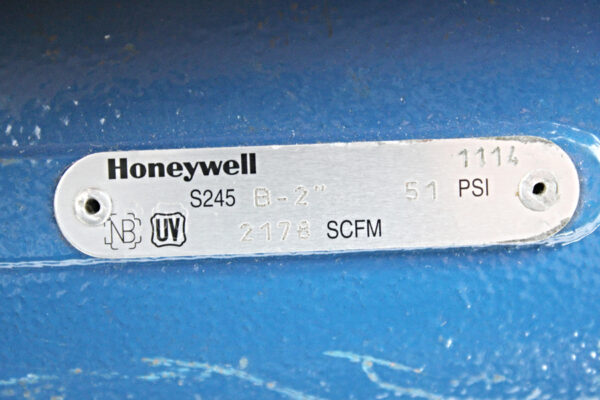 Honeywell 1114
S245 B-2" 51 PSI
NB UV 2178 SCFM